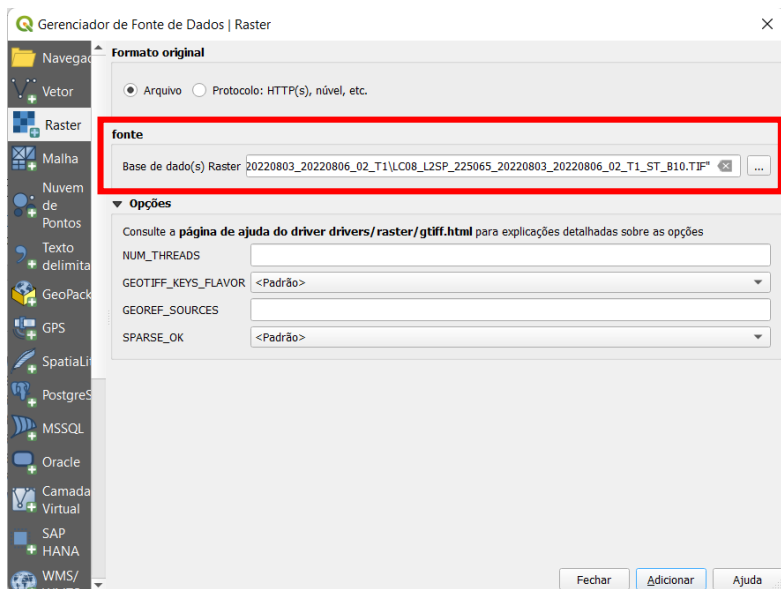 Gerenciador de Fonte de Dados | Raster
Navegad
Vetor
Raster
Malha
Nuvem
de
Pontos
Texto
delimita
GeoPack
GPS
SpatiaLi
PostgreS
MSSQL
Oracle
Camada
Virtual
SAP
HANA
WMS/
Formato original
Arquivo
Protocolo: HTTP(s), núvel, etc.
fonte
Base de dado(s) Raster 20220803_20220806_02_T1\LC08_L2SP_225065_20220803_20220806_02_T1_ST_B10.TIF" ...
Opções
Consulte a página de ajuda do driver drivers/raster/gtiff.html para explicações detalhadas sobre as opções
NUM_THREADS
GEOTIFF_KEYS_FLAVOR <Padrão>
GEOREF_SOURCES
SPARSE_OK <Padrão>
Fechar Adicionar Ajuda